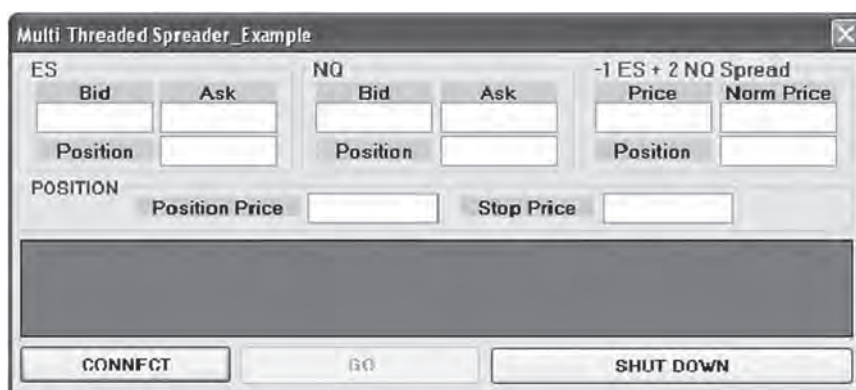 Multi Threaded Spreader_Example
ES NQ -1 ES + 2 NQ Spread
Bid Ask Bid Ask Price Norm Price
Position Position Position
POSITION
Position Price Stop Price
CONNECT GO SHUT DOWN